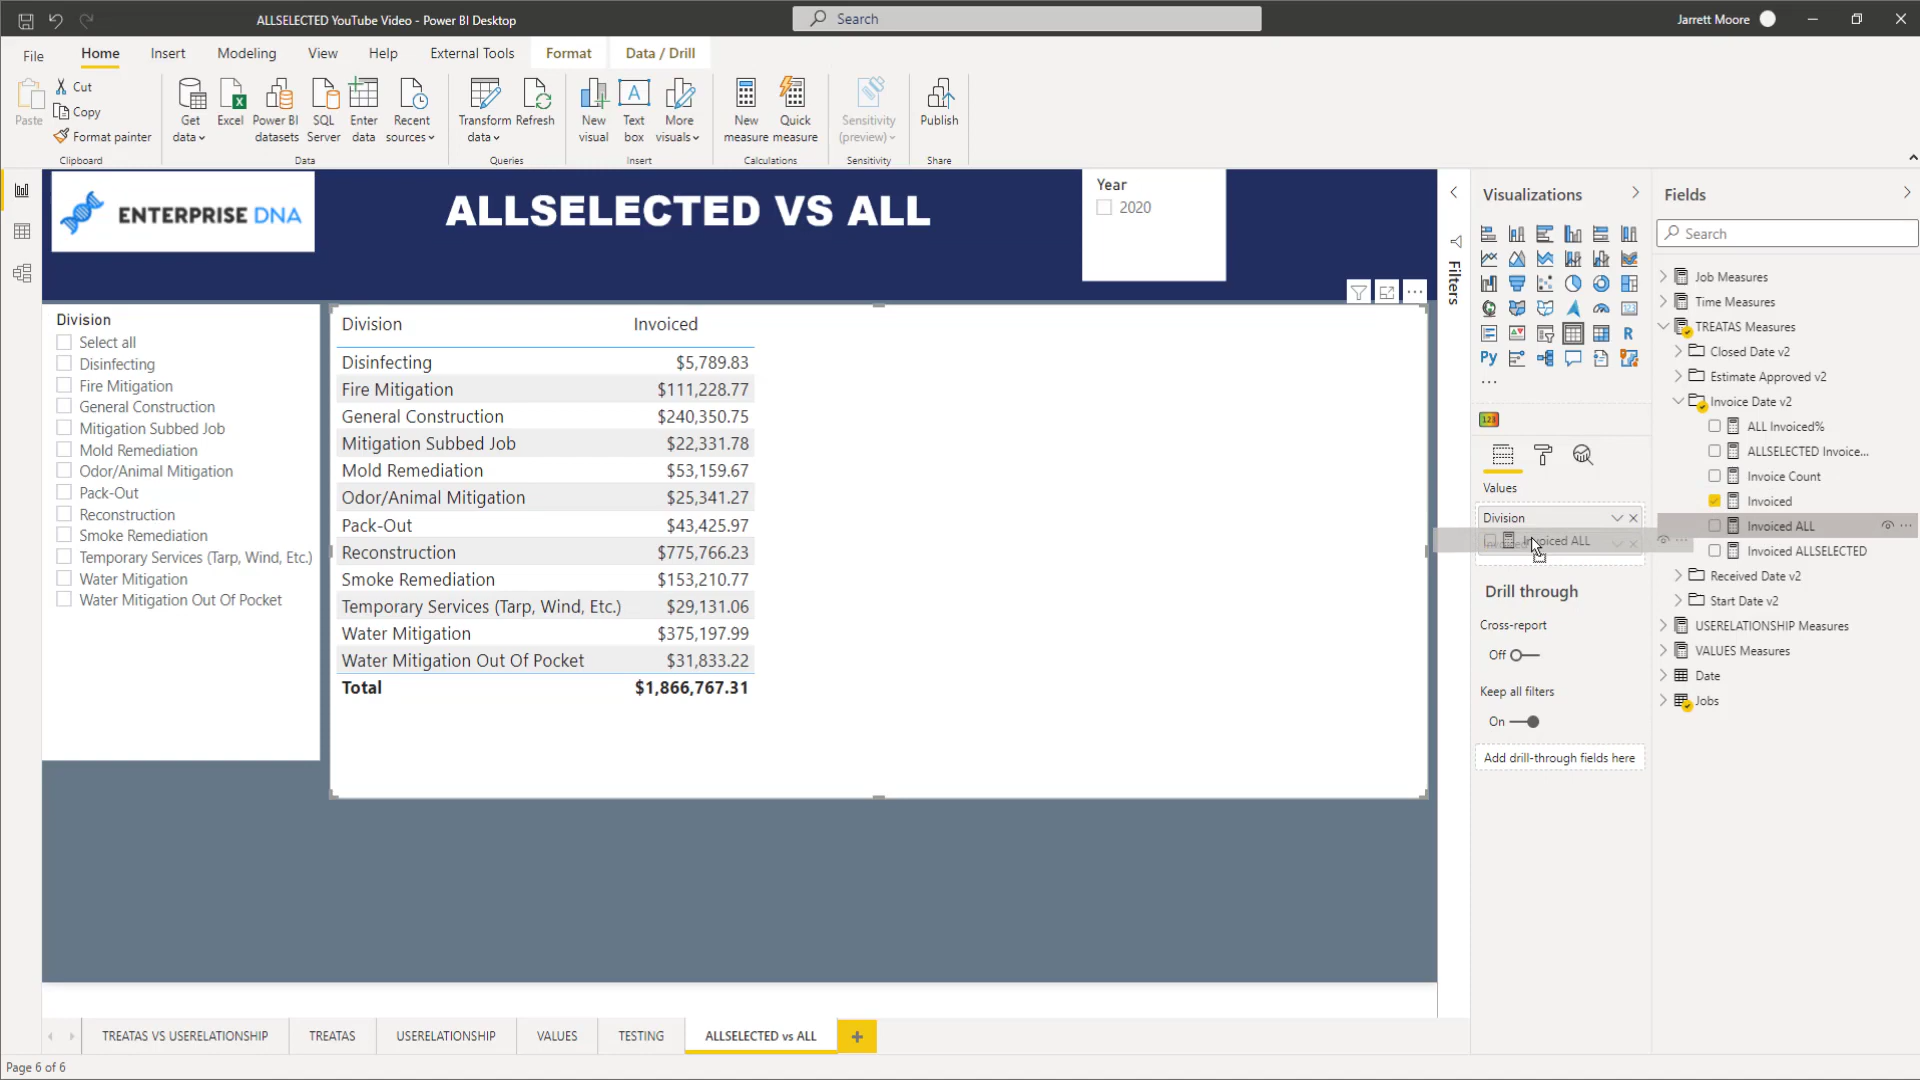 ALLSELECTED YouTube Video - Power BI Desktop
Search
Jarrett Moore
File
Home
Insert
Modeling
View
Help
External Tools
Format
Data / Drill
Paste
Cut
Copy
Format painter
Clipboard
Get data
Excel
Power BI datasets
SQL Server
Enter data
Recent sources
Data
Transform data
Refresh
Queries
New visual
Text box
More visuals
Insert
New measure
Quick measure
Calculations
Sensitivity (preview)
Sensitivity
Publish
Share
ENTERPRISE DNA
ALLSELECTED VS ALL
Year
2020
Division
Select all
Disinfecting
Fire Mitigation
General Construction
Mitigation Subbed Job
Mold Remediation
Odor/Animal Mitigation
Pack-Out
Reconstruction
Smoke Remediation
Temporary Services (Tarp, Wind, Etc.)
Water Mitigation
Water Mitigation Out Of Pocket
Division Invoiced
Disinfecting $5,789.83
Fire Mitigation $111,228.77
General Construction $240,350.75
Mitigation Subbed Job $22,331.78
Mold Remediation $53,159.67
Odor/Animal Mitigation $25,341.27
Pack-Out $43,425.97
Reconstruction $775,766.23
Smoke Remediation $153,210.77
Temporary Services (Tarp, Wind, Etc.) $29,131.06
Water Mitigation $375,197.99
Water Mitigation Out Of Pocket $31,833.22
Total $1,866,767.31
Filters
Visualizations
R
Py
123
Values
Division
Invoiced ALL
Drill through
Cross-report
Off
Keep all filters
On
Add drill-through fields here
Fields
Search
Job Measures
Time Measures
TREATAS Measures
Closed Date v2
Estimate Approved v2
Invoice Date v2
ALL Invoiced%
ALLSELECTED Invoice...
Invoice Count
Invoiced
Invoiced ALL
Invoiced ALLSELECTED
Received Date v2
Start Date v2
USERELATIONSHIP Measures
VALUES Measures
Date
Jobs
TREATAS VS USERELATIONSHIP
TREATAS
USERELATIONSHIP
VALUES
TESTING
ALLSELECTED vs ALL
Page 6 of 6